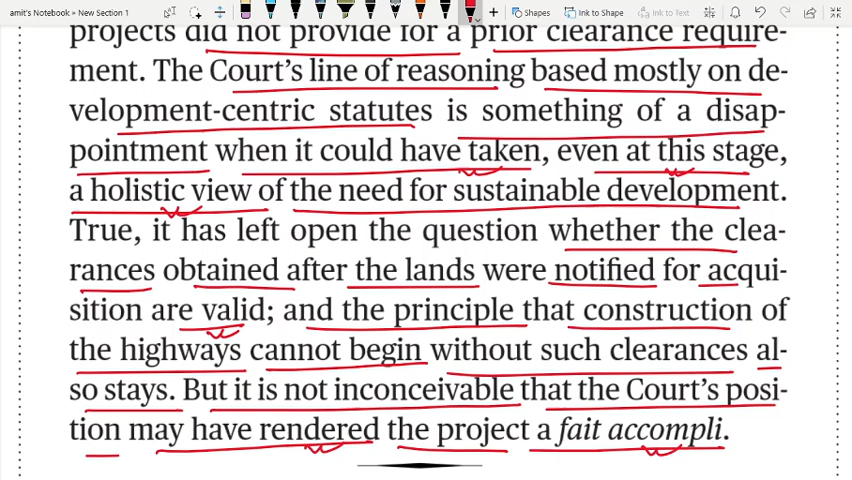 amit's Notebook » New Section 1
Shapes Ink to Shape Ink to Text
projects did not provide for a prior clearance require-
ment. The Court's line of reasoning based mostly on de-
velopment-centric statutes is something of a disap-
pointment when it could have taken, even at this stage,
a holistic view of the need for sustainable development.
True, it has left open the question whether the clea-
rances obtained after the lands were notified for acqui-
sition are valid; and the principle that construction of
the highways cannot begin without such clearances al-
so stays. But it is not inconceivable that the Court's posi-
tion may have rendered the project a fait accompli.